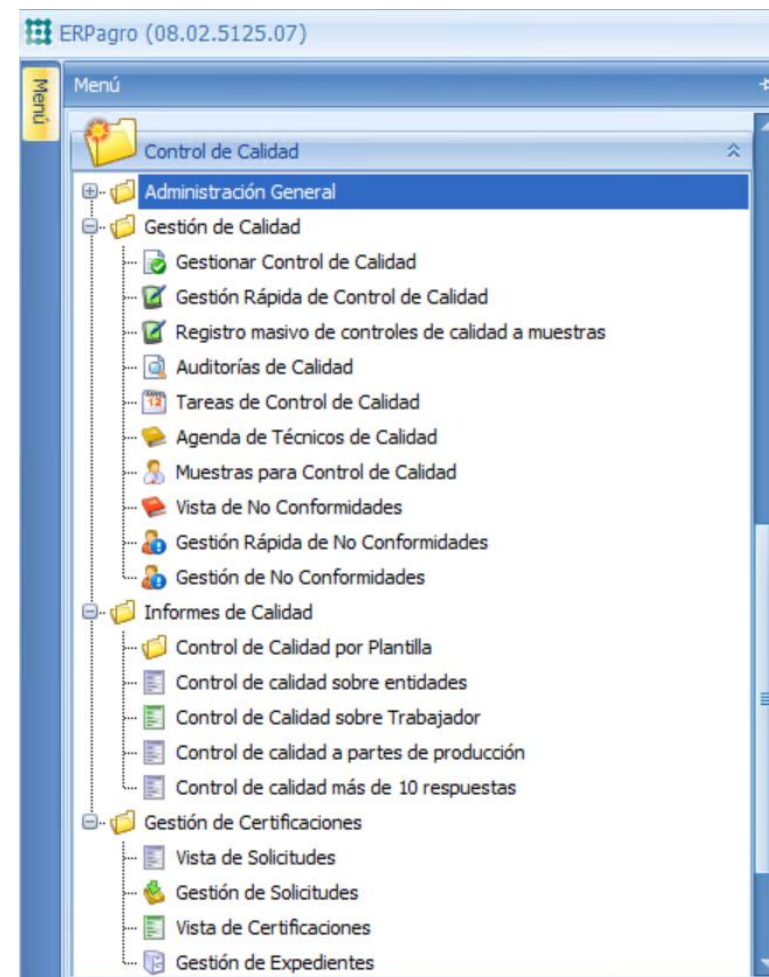 ERPagro (08.02.5125.07)
Menú
Menú
Control de Calidad
Administración General
Gestión de Calidad
Gestionar Control de Calidad
Gestión Rápida de Control de Calidad
Registro masivo de controles de calidad a muestras
Auditorías de Calidad
12
Tareas de Control de Calidad
Agenda de Técnicos de Calidad
Muestras para Control de Calidad
Vista de No Conformidades
Gestión Rápida de No Conformidades
Gestión de No Conformidades
Informes de Calidad
Control de Calidad por Plantilla
Control de calidad sobre entidades
Control de Calidad sobre Trabajador
Control de calidad a partes de producción
Control de calidad más de 10 respuestas
Gestión de Certificaciones
Vista de Solicitudes
Gestión de Solicitudes
Vista de Certificaciones
Gestión de Expedientes